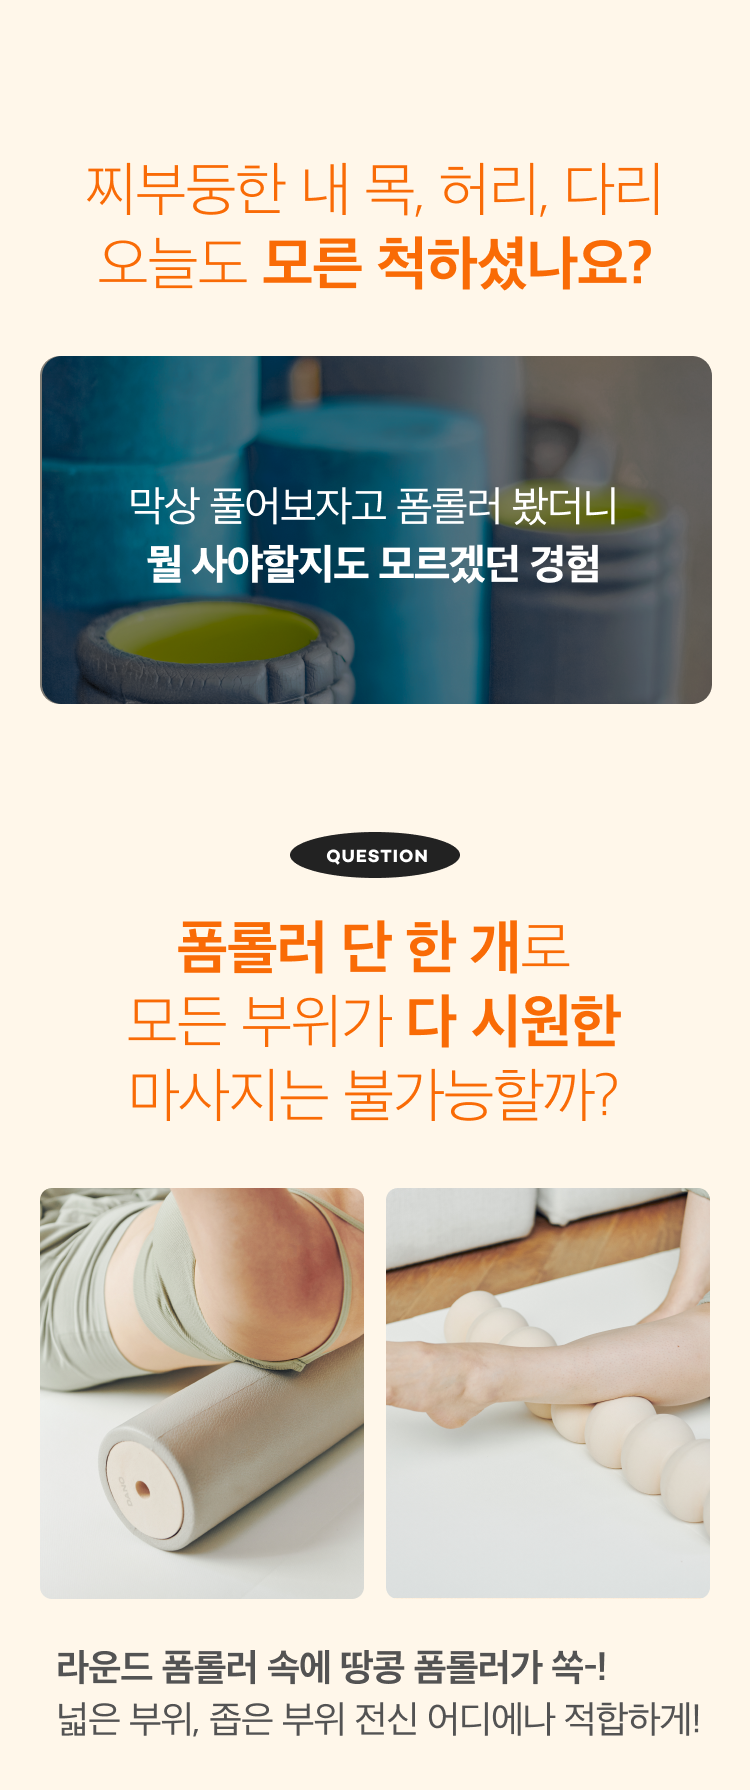 찌부둥한 내 목, 허리, 다리
오늘도 모른 척하셨나요?
막상 풀어보자고 폼롤러 봤더니
뭘 사야할지도 모르겠던 경험
QUESTION
폼롤러 단 한 개로
모든 부위가 다 시원한
마사지는 불가능할까?
라운드 폼롤러 속에 땅콩 폼롤러가 쏙-!
넓은 부위, 좁은 부위 전신 어디에나 적합하게!